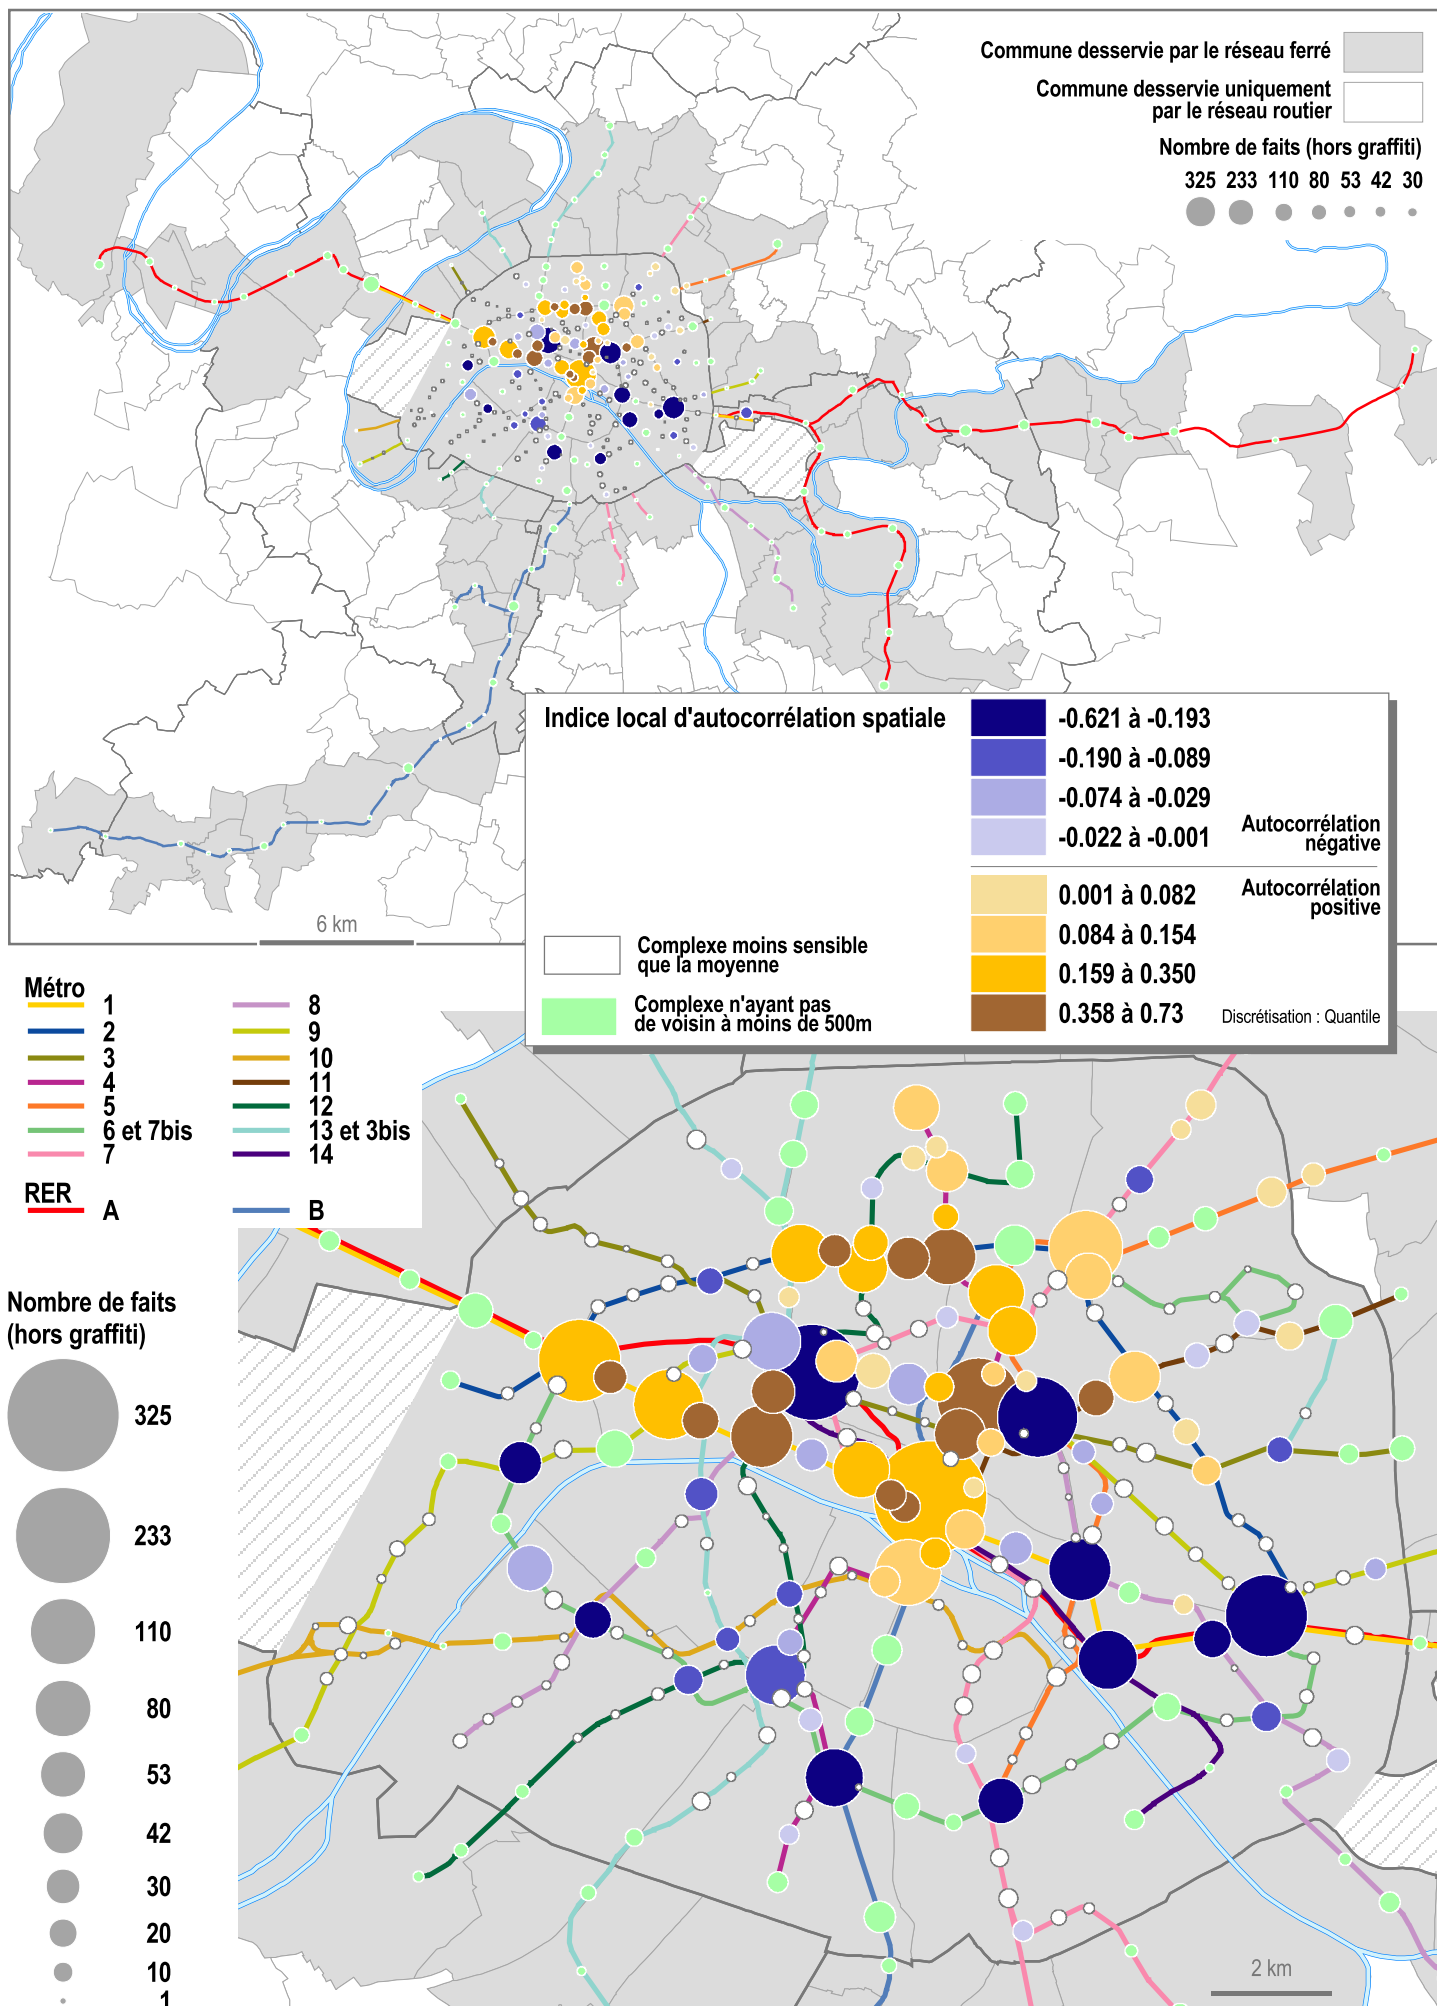 Commune desservie par le réseau ferré
Commune desservie uniquement
par le réseau routier
Nombre de faits (hors graffiti)
325 233 110 80 53 42 30
Indice local d'autocorrélation spatiale
-0.621 à -0.193
-0.190 à -0.089
-0.074 à -0.029
-0.022 à -0.001
Autocorrélation
négative
0.001 à 0.082
Autocorrélation
positive
0.084 à 0.154
0.159 à 0.350
0.358 à 0.73
Discrétisation : Quantile
Complexe moins sensible
que la moyenne
Complexe n'ayant pas
de voisin à moins de 500m
6 km
Métro
1
2
3
4
5
6 et 7bis
7
8
9
10
11
12
13 et 3bis
14
RER
A
B
Nombre de faits
(hors graffiti)
325
233
110
80
53
42
30
20
10
1
2 km